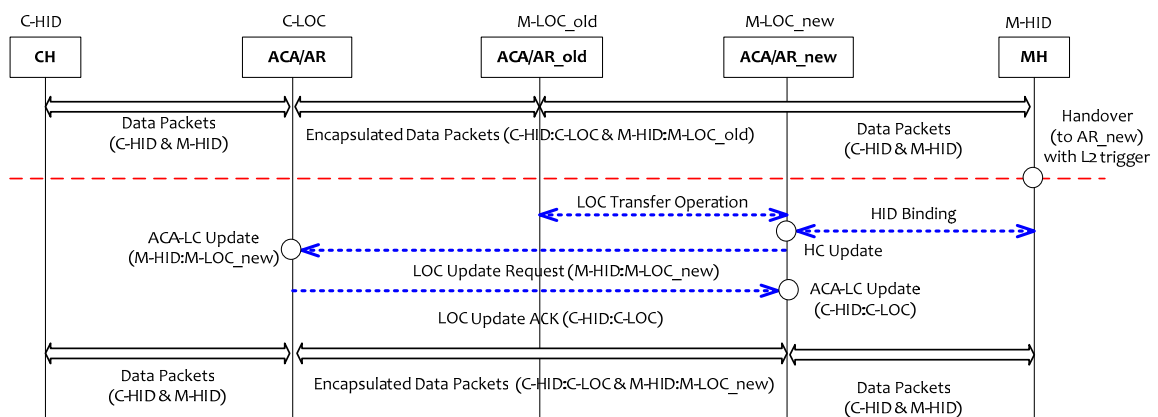 C-HID
C-LOC
M-LOC_old
M-LOC_new
M-HID
CH
ACA/AR
ACA/AR_old
ACA/AR_new
MH
Data Packets
(C-HID & M-HID)
Encapsulated Data Packets (C-HID:C-LOC & M-HID:M-LOC_old)
Data Packets
(C-HID & M-HID)
Handover
(to AR_new)
with L2 trigger
LOC Transfer Operation
HID Binding
ACA-LC Update
(M-HID:M-LOC_new)
HC Update
LOC Update Request (M-HID:M-LOC_new)
ACA-LC Update
(C-HID:C-LOC)
LOC Update ACK (C-HID:C-LOC)
Data Packets
(C-HID & M-HID)
Encapsulated Data Packets (C-HID:C-LOC & M-HID:M-LOC_new)
Data Packets
(C-HID & M-HID)